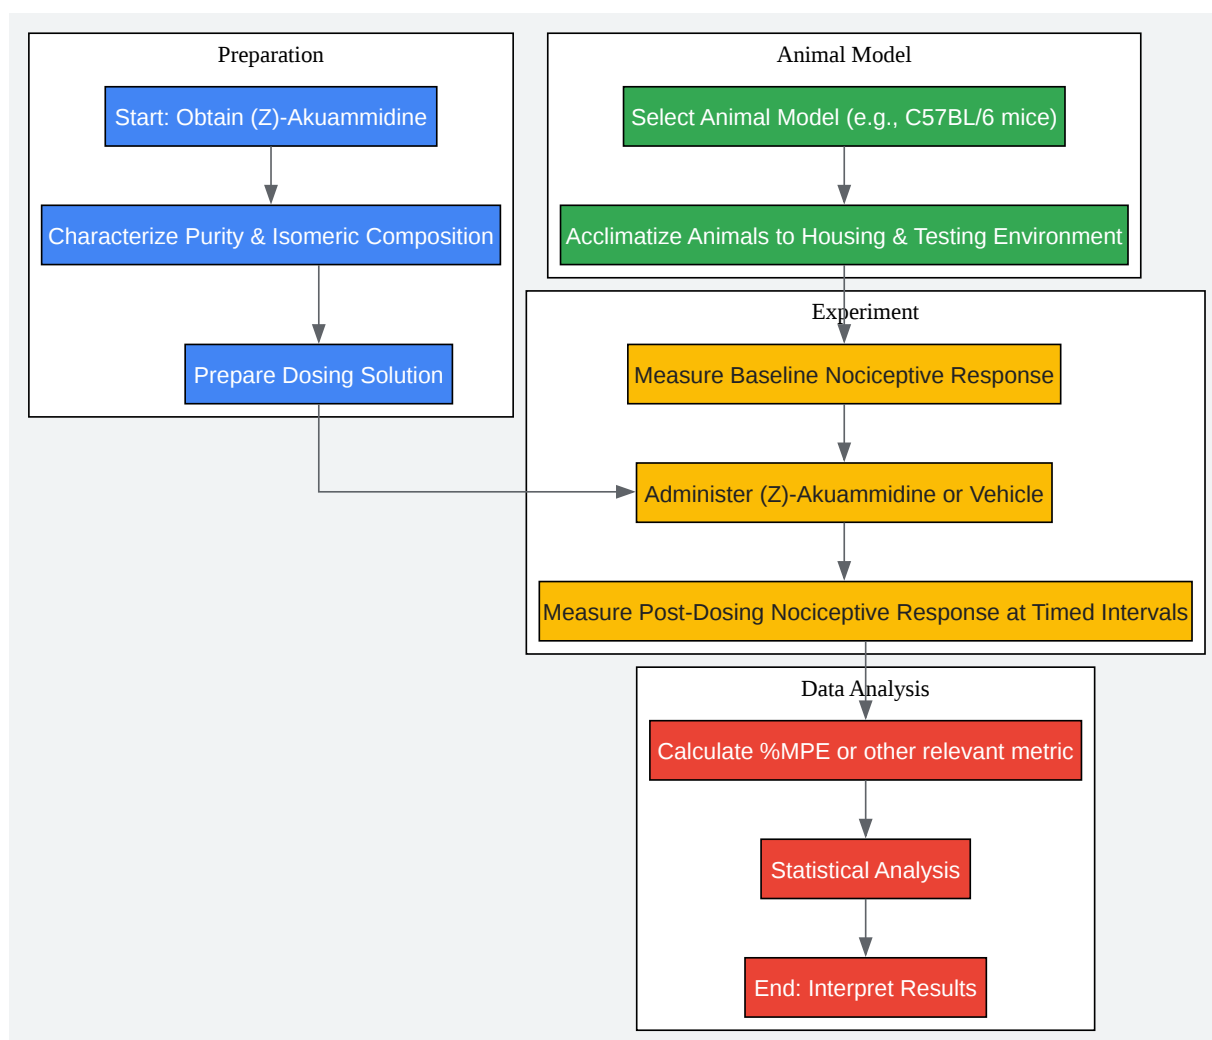 Preparation
Start: Obtain (Z)-Akuammidine
Characterize Purity & Isomeric Composition
Prepare Dosing Solution
Animal Model
Select Animal Model (e.g., C57BL/6 mice)
Acclimatize Animals to Housing & Testing Environment
Experiment
Measure Baseline Nociceptive Response
Administer (Z)-Akuammidine or Vehicle
Measure Post-Dosing Nociceptive Response at Timed Intervals
Data Analysis
Calculate %MPE or other relevant metric
Statistical Analysis
End: Interpret Results